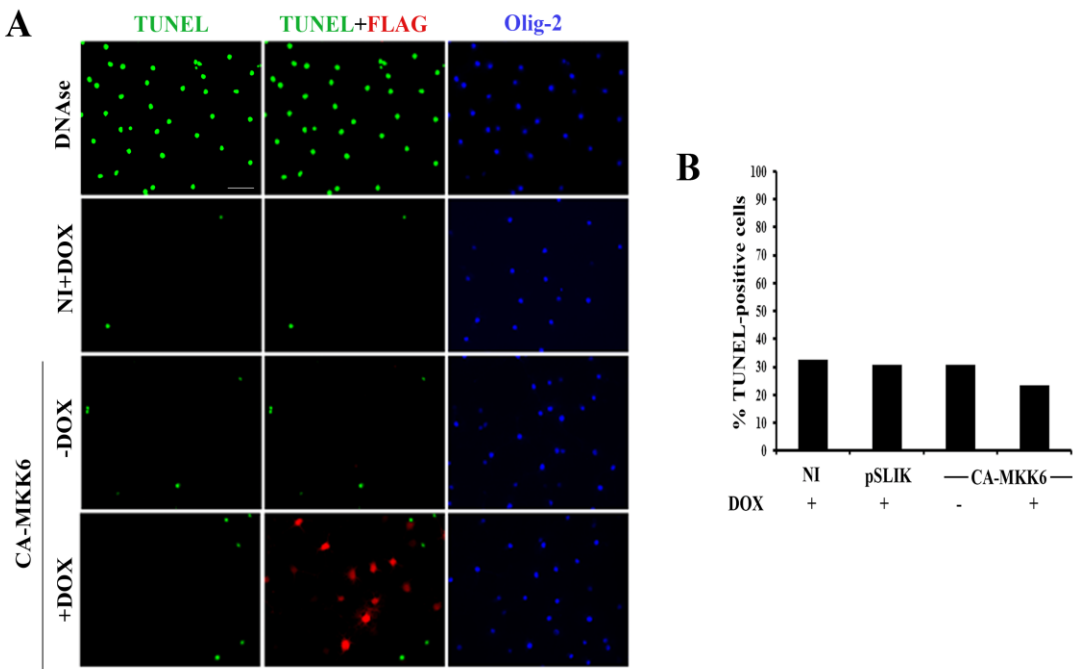 A
TUNEL TUNEL+FLAG Olig-2
DNAse
NI+DOX
CA-MKK6
-DOX
+DOX
B
% TUNEL-positive cells
100
90
80
70
60
50
40
30
20
10
0
NI pSLIK CA-MKK6
DOX + + - +